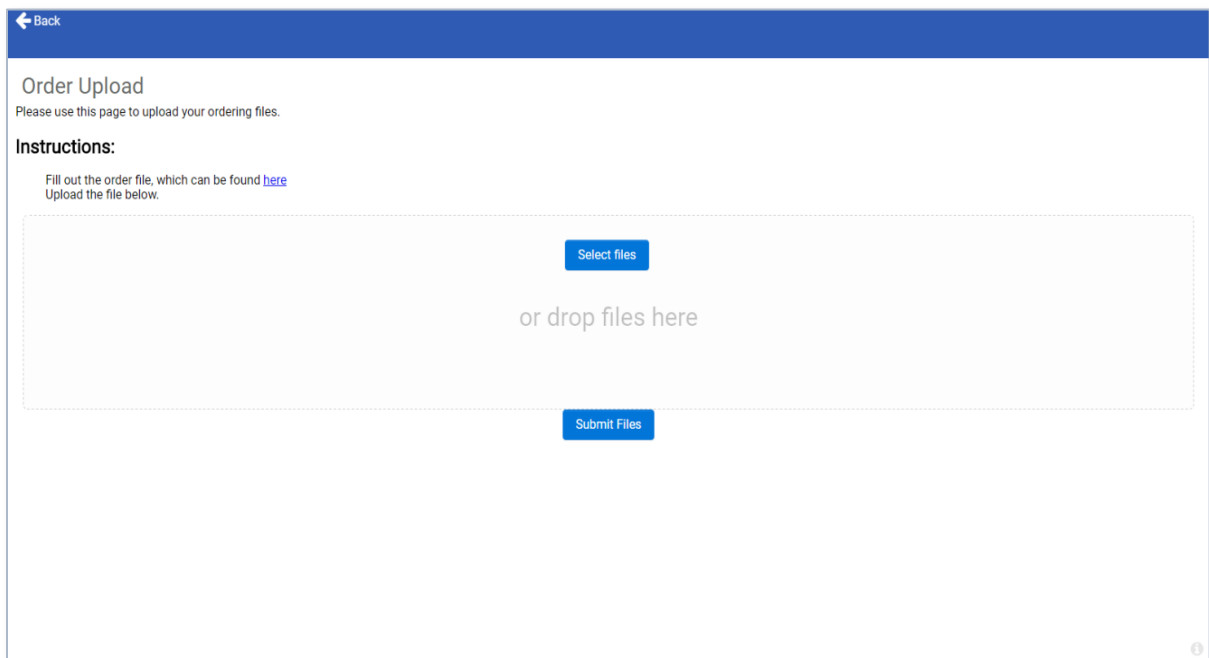 Back
Order Upload
Please use this page to upload your ordering files.
Instructions:
Fill out the order file, which can be found here
Upload the file below.
Select files
or drop files here
Submit Files